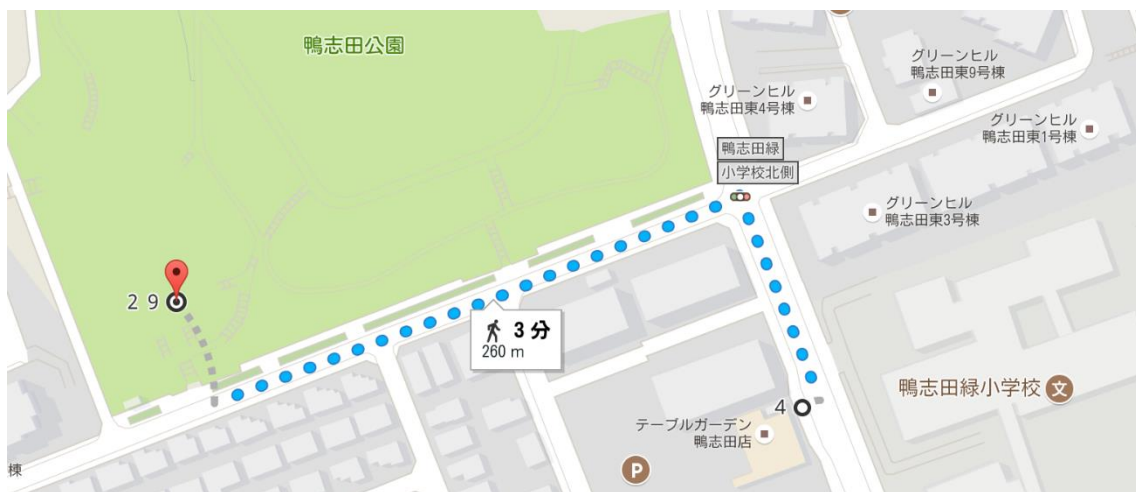 鴨志田公園
グリーンヒル
鴨志田東9号棟
グリーンヒル
鴨志田東4号棟
グリーンヒル
鴨志田東1号棟
鴨志田緑
小学校北側
グリーンヒル
鴨志田東3号棟
29
3 分
260 m
鴨志田緑小学校
文
4
テーブルガーデン
鴨志田店
P
棟